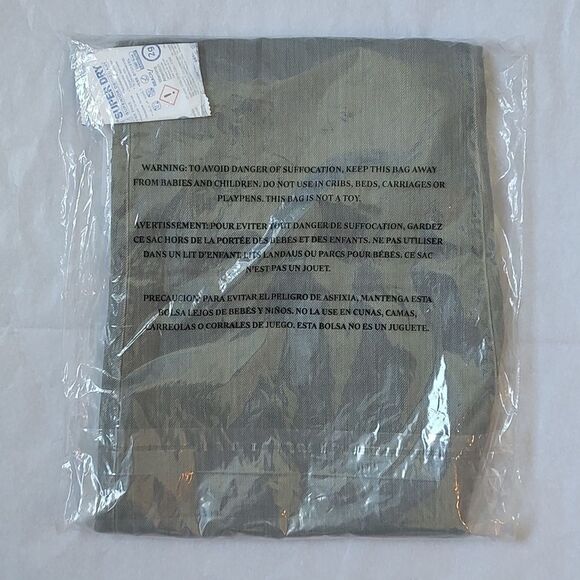 SUPER DRY
WARNING: TO AVOID DANGER OF SUFFOCATION, KEEP THIS BAG AWAY
FROM BABIES AND CHILDREN. DO NOT USE IN CRIBS, BEDS, CARRIAGES OR
PLAYPENS. THIS BAG IS NOT A TOY.
AVERTISSEMENT: POUR EVITER TOUT DANGER DE SUFFOCATION, GARDEZ
CE SAC HORS DE LA PORTÉE DES BÉBÉS ET DES ENFANTS. NE PAS UTILISER
DANS UN LIT D'ENFANT, LITS LANDAUS OU PARCS POUR BÉBÉS. CE SAC
N'EST PAS UN JOUET.
PRECAUCION: PARA EVITAR EL PELIGRO DE ASFIXIA, MANTENGA ESTA
BOLSA LEJOS DE BEBÉS Y NIÑOS. NO LA USE EN CUNAS, CAMAS,
CARREOLAS O CORRALES DE JUEGO. ESTA BOLSA NO ÉS UN JUGUETE.